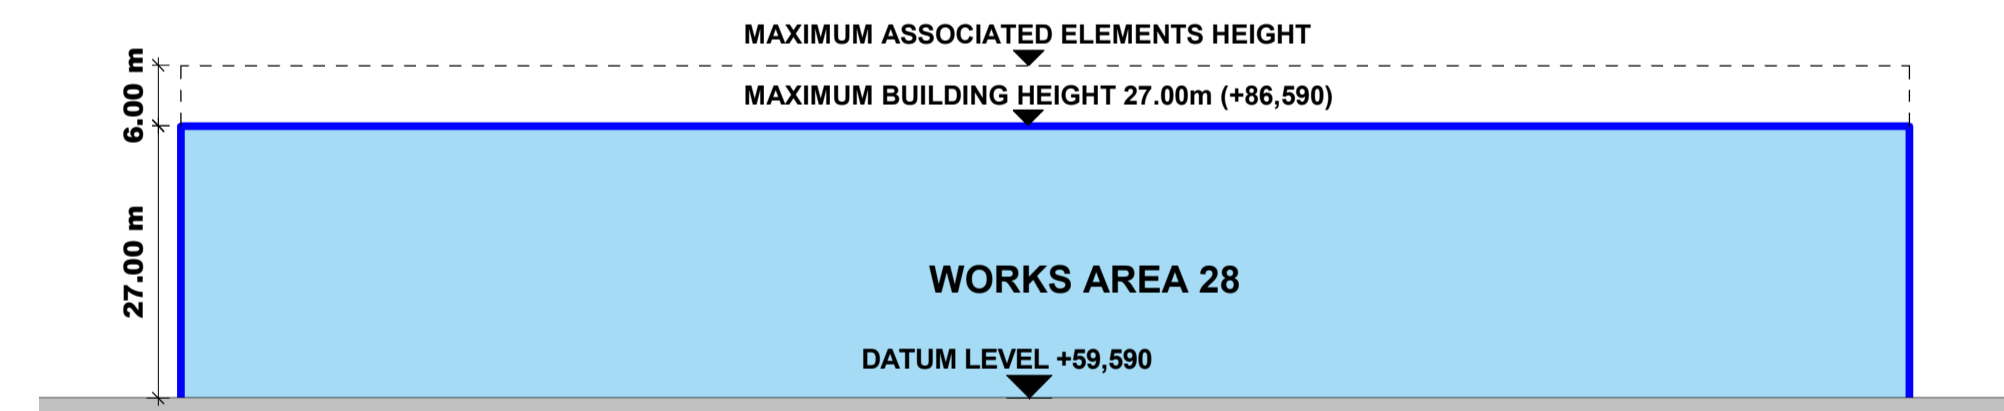 MAXIMUM ASSOCIATED ELEMENTS HEIGHT
6.00 m
MAXIMUM BUILDING HEIGHT 27.00m (+86,590)
27.00 m
WORKS AREA 28
DATUM LEVEL +59,590